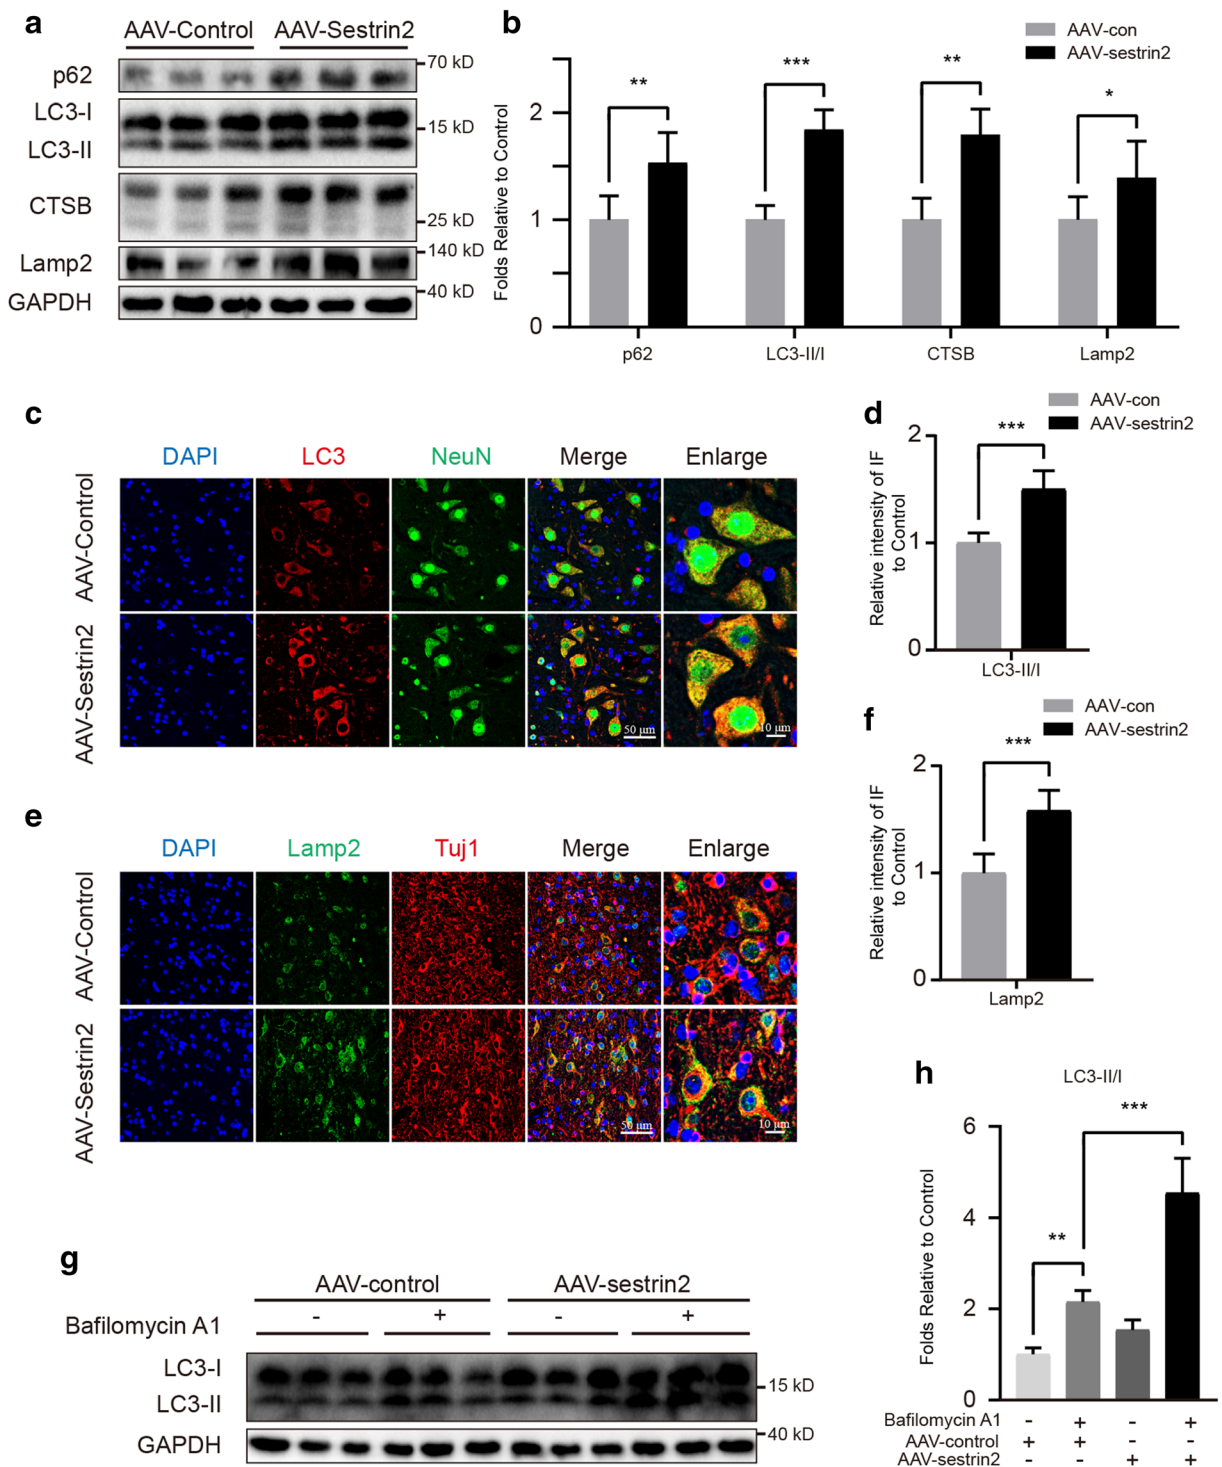 a
AAV-Control AAV-Sestrin2
p62
70 kD
LC3-I
15 kD
LC3-II
CTSB
25 kD
Lamp2
140 kD
GAPDH
40 kD
b
AAV-con
AAV-sestrin2
Folds Relative to Control
2
1
0
** *** ** *
p62 LC3-II/I CTSB Lamp2
c
DAPI LC3 NeuN Merge Enlarge
AAV-Control
AAV-Sestrin2
50 µm 10 µm
d
AAV-con
AAV-sestrin2
Relative intensity of IF
to Control
2
1
0
***
LC3-II/I
e
DAPI Lamp2 Tuj1 Merge Enlarge
AAV-Control
AAV-Sestrin2
50 µm 10 µm
f
AAV-con
AAV-sestrin2
Relative intensity of IF
to Control
2
1
0
***
Lamp2
g
AAV-control AAV-sestrin2
Bafilomycin A1 - + - +
LC3-I
15 kD
LC3-II
GAPDH
40 kD
h
LC3-II/I
Folds Relative to Control
6
4
2
0
** ***
Bafilomycin A1 - + - +
AAV-control + + - -
AAV-sestrin2 - - + +